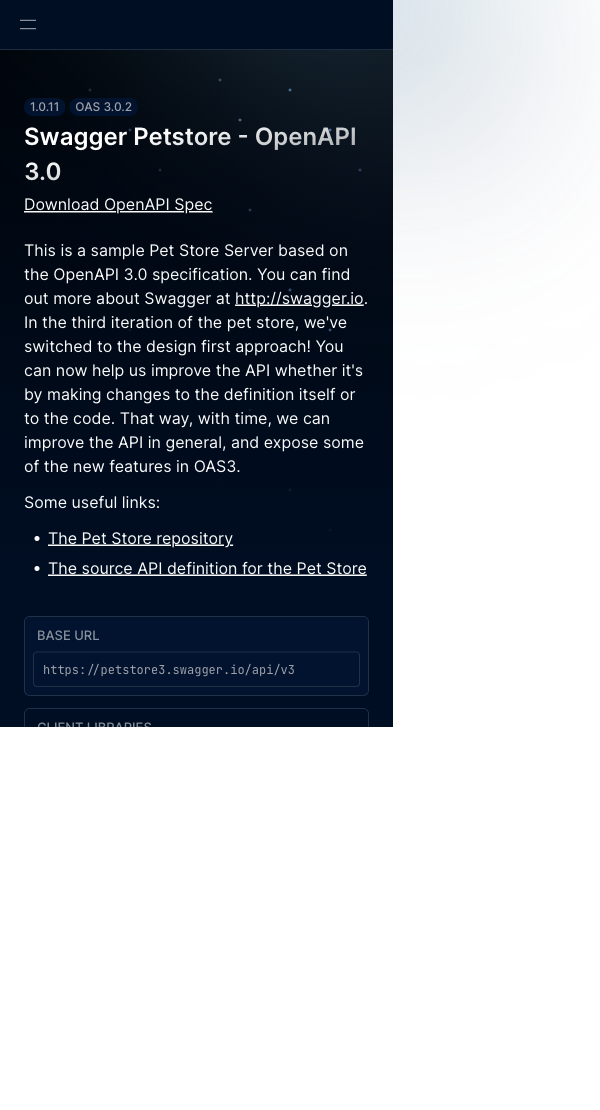 1.0.11 OAS 3.0.2
Swagger Petstore - OpenAPI
3.0
Download OpenAPI Spec
This is a sample Pet Store Server based on
the OpenAPI 3.0 specification. You can find
out more about Swagger at http://swagger.io.
In the third iteration of the pet store, we've
switched to the design first approach! You
can now help us improve the API whether it's
by making changes to the definition itself or
to the code. That way, with time, we can
improve the API in general, and expose some
of the new features in OAS3.
Some useful links:
• The Pet Store repository
• The source API definition for the Pet Store
BASE URL
https://petstore3.swagger.io/api/v3
CLIENT LIBRARIES